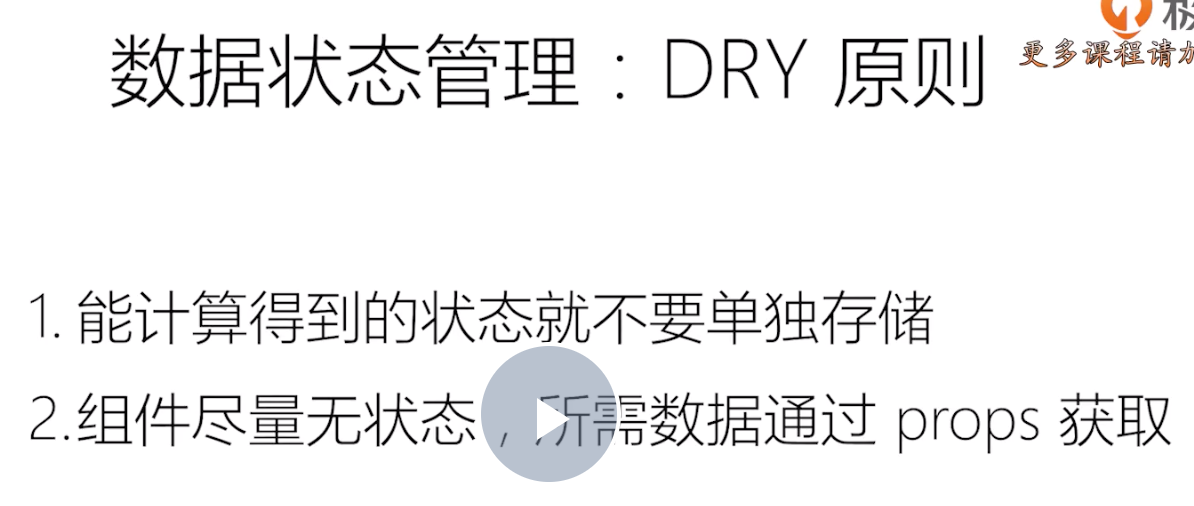 数据状态管理：DRY 原则
更多课程请
1. 能计算得到的状态就不要单独存储
2.组件尽量无状态，所需数据通过 props 获取